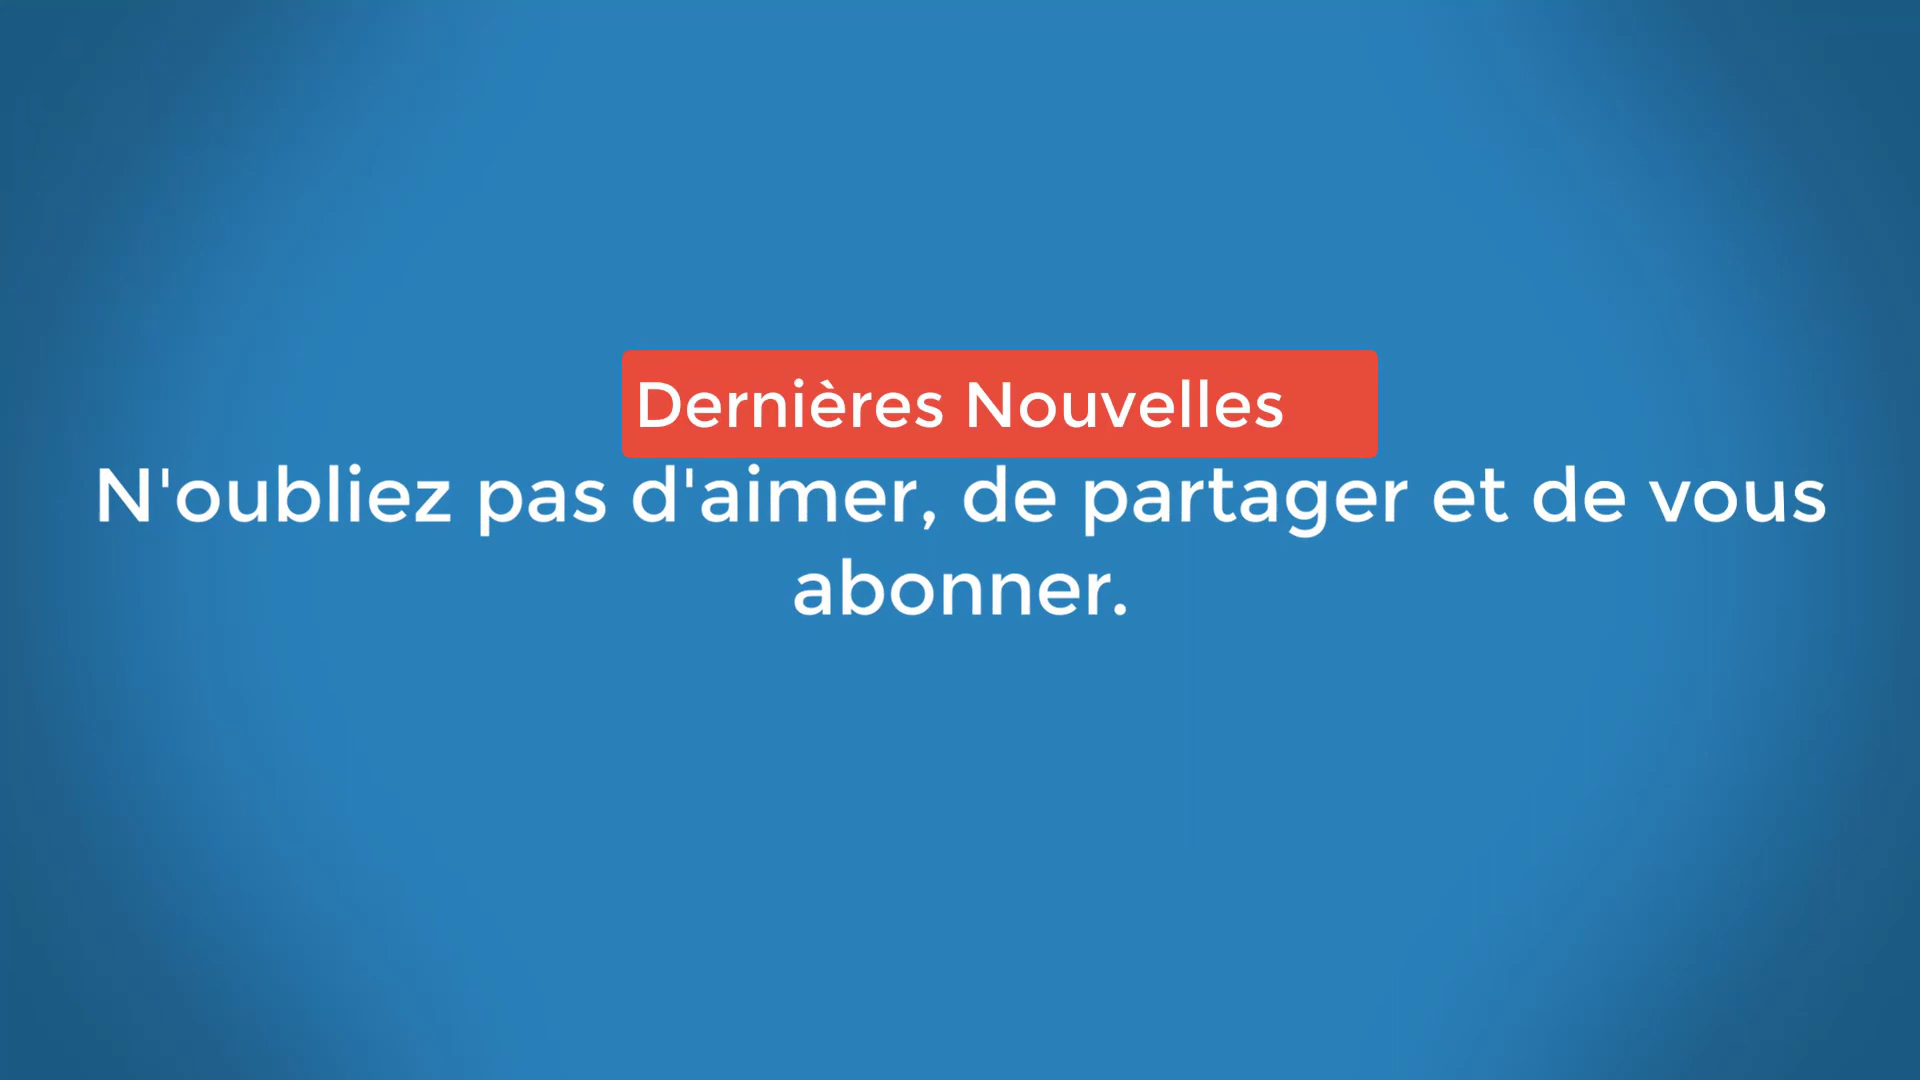 Dernières Nouvelles
N'oubliez pas d'aimer, de partager et de vous
abonner.